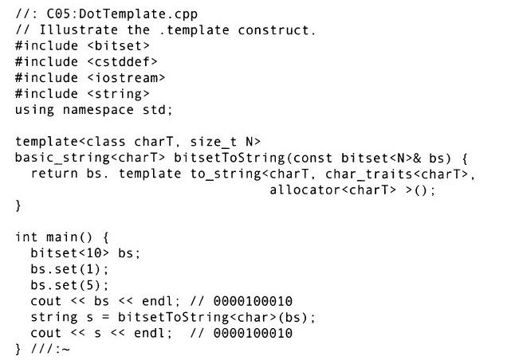 //: C05:DotTemplate.cpp
// Illustrate the .template construct.
#include <bitset>
#include <cstddef>
#include <iostream>
#include <string>
using namespace std;

template<class charT, size_t N>
basic_string<charT> bitsetToString(const bitset<N>& bs) {
  return bs. template to_string<charT, char_traits<charT>,
                                allocator<charT> >();
}

int main() {
  bitset<10> bs;
  bs.set(1);
  bs.set(5);
  cout << bs << endl; // 0000100010
  string s = bitsetToString<char>(bs);
  cout << s << endl;  // 0000100010
} ///:~